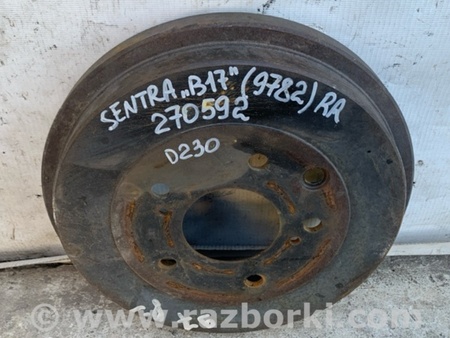 SENTRA „B17" (9782) RA
270592
D230
www.razborki.com